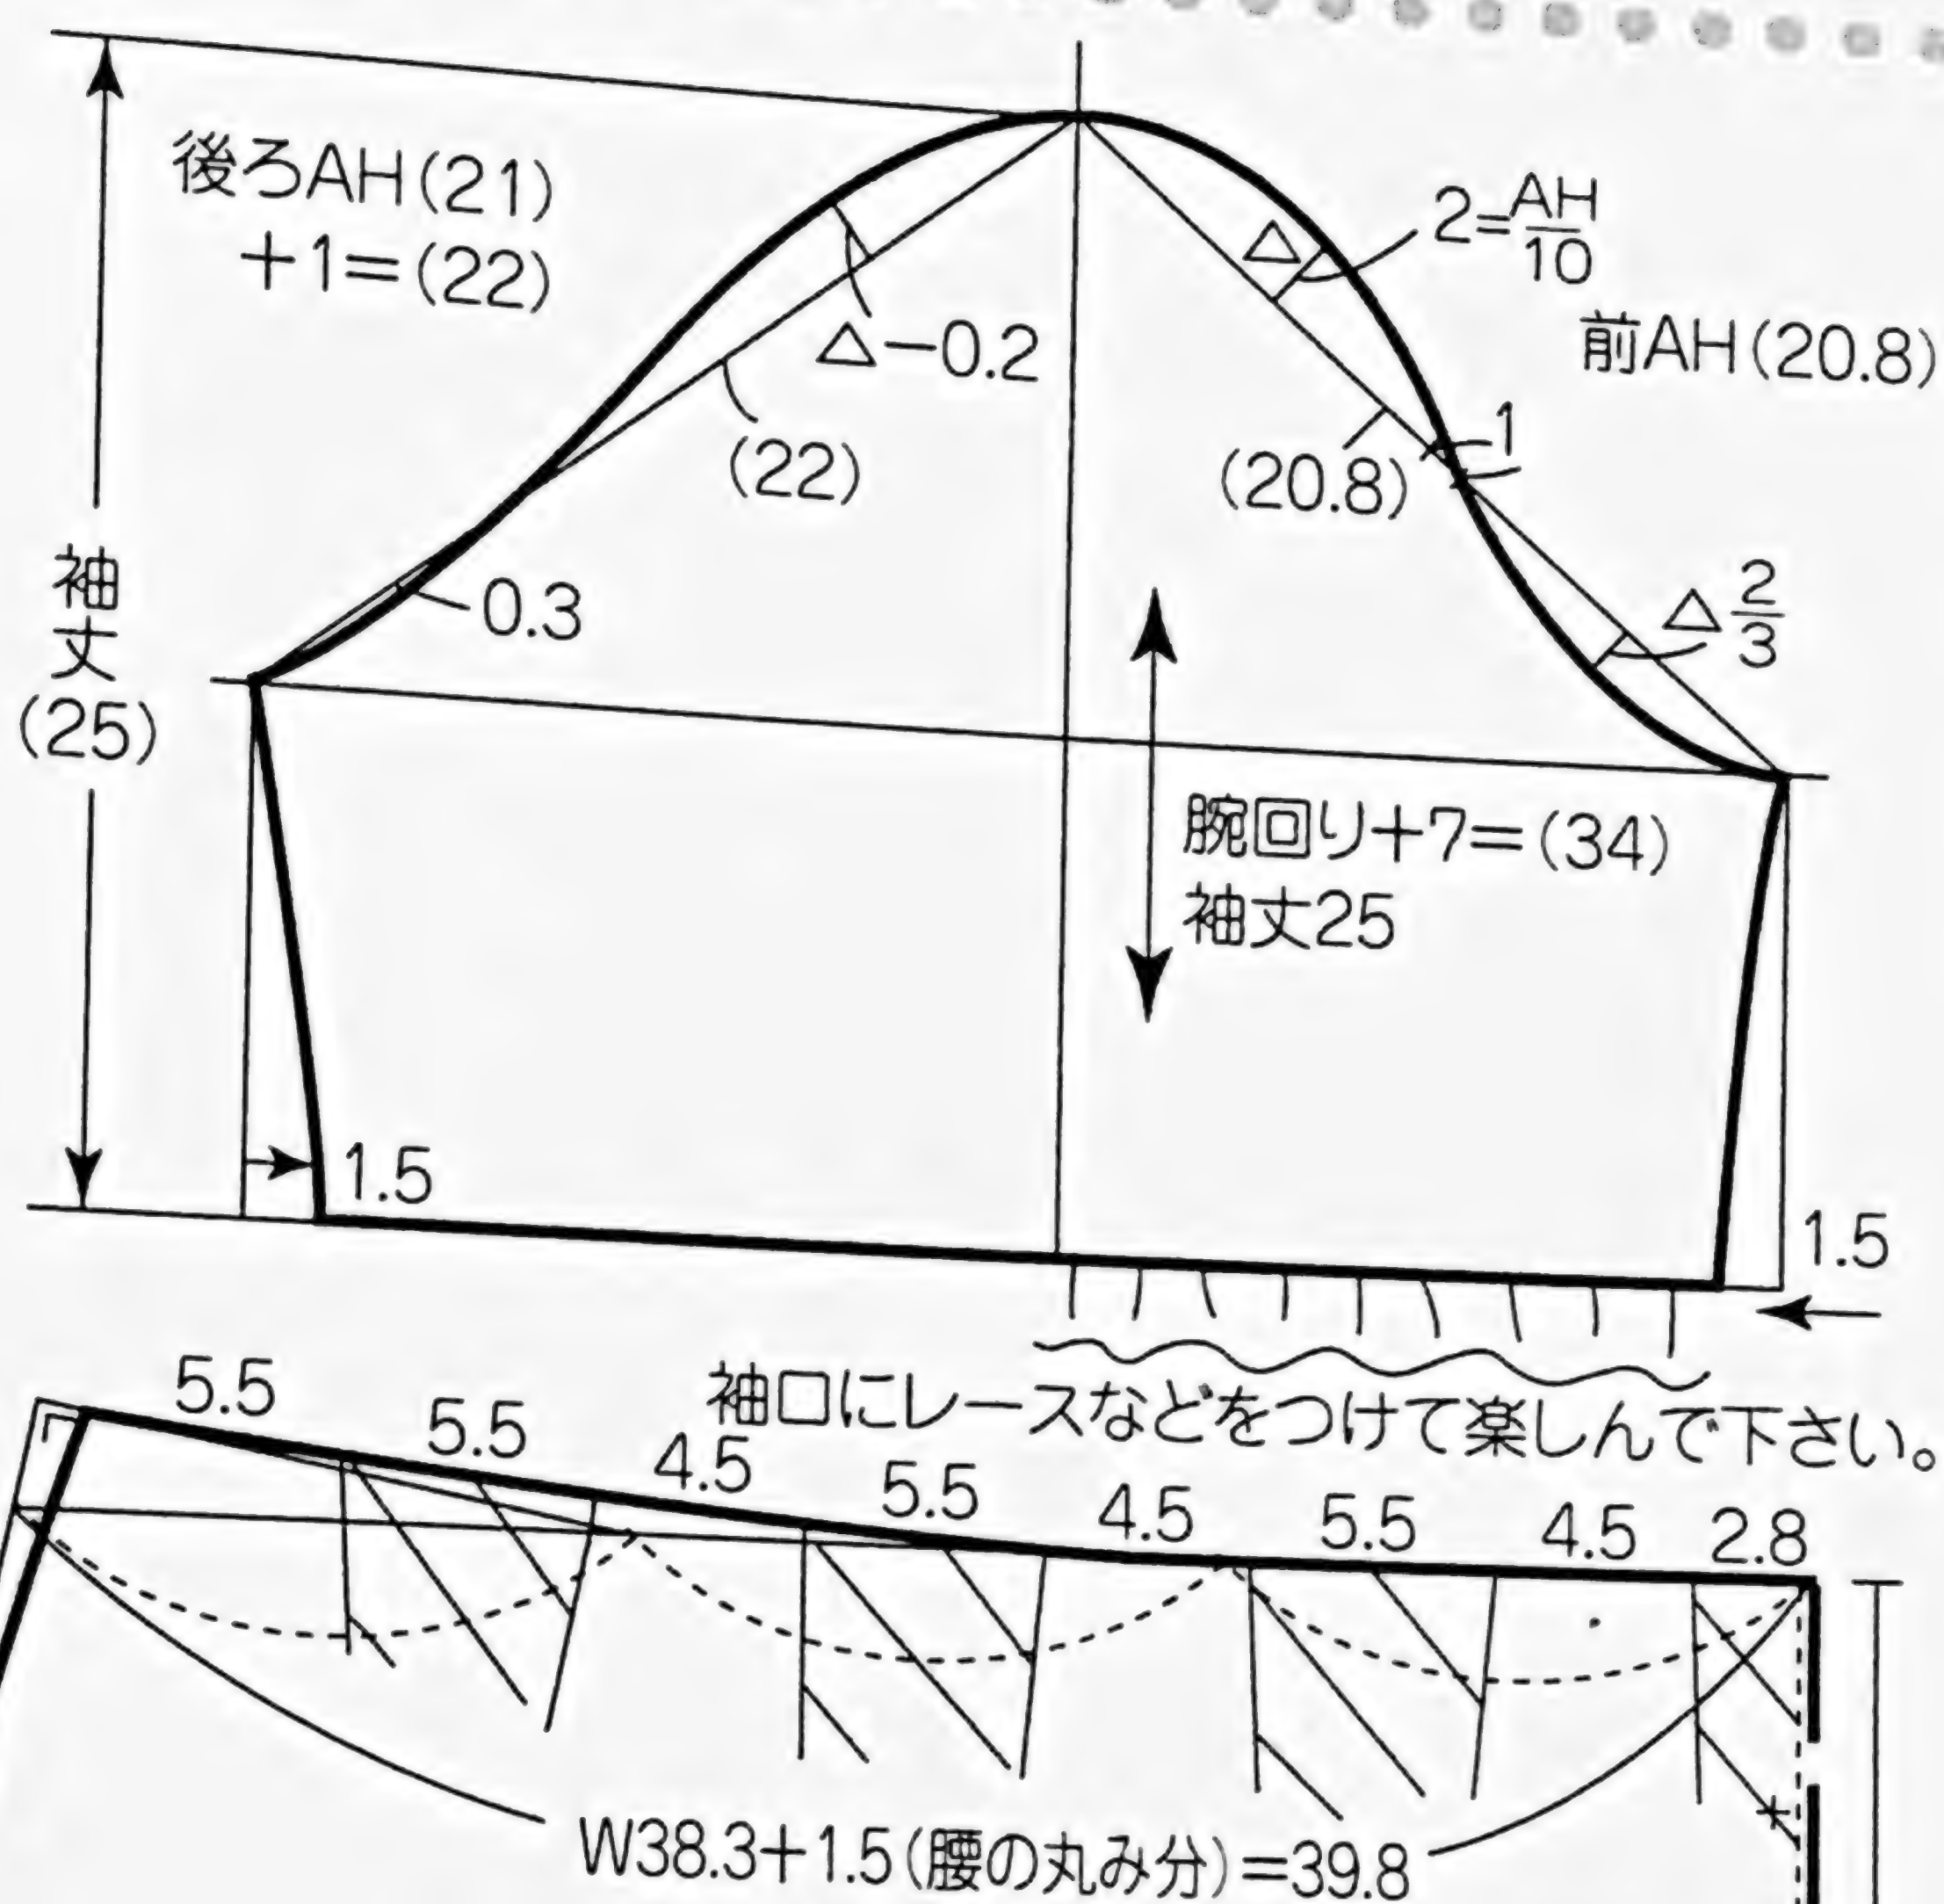 後ろAH(21)
+1=(22)
2=AH/10
△
前AH(20.8)
△-0.2
(22)
(20.8)
1
袖丈
(25)
0.3
△2/3
腕回り+7=(34)
袖丈25
1.5
1.5
5.5
5.5
袖口にレースなどをつけて楽しんで下さい。
4.5
5.5
4.5
5.5
4.5
2.8
W38.3+1.5(腰の丸み分)=39.8